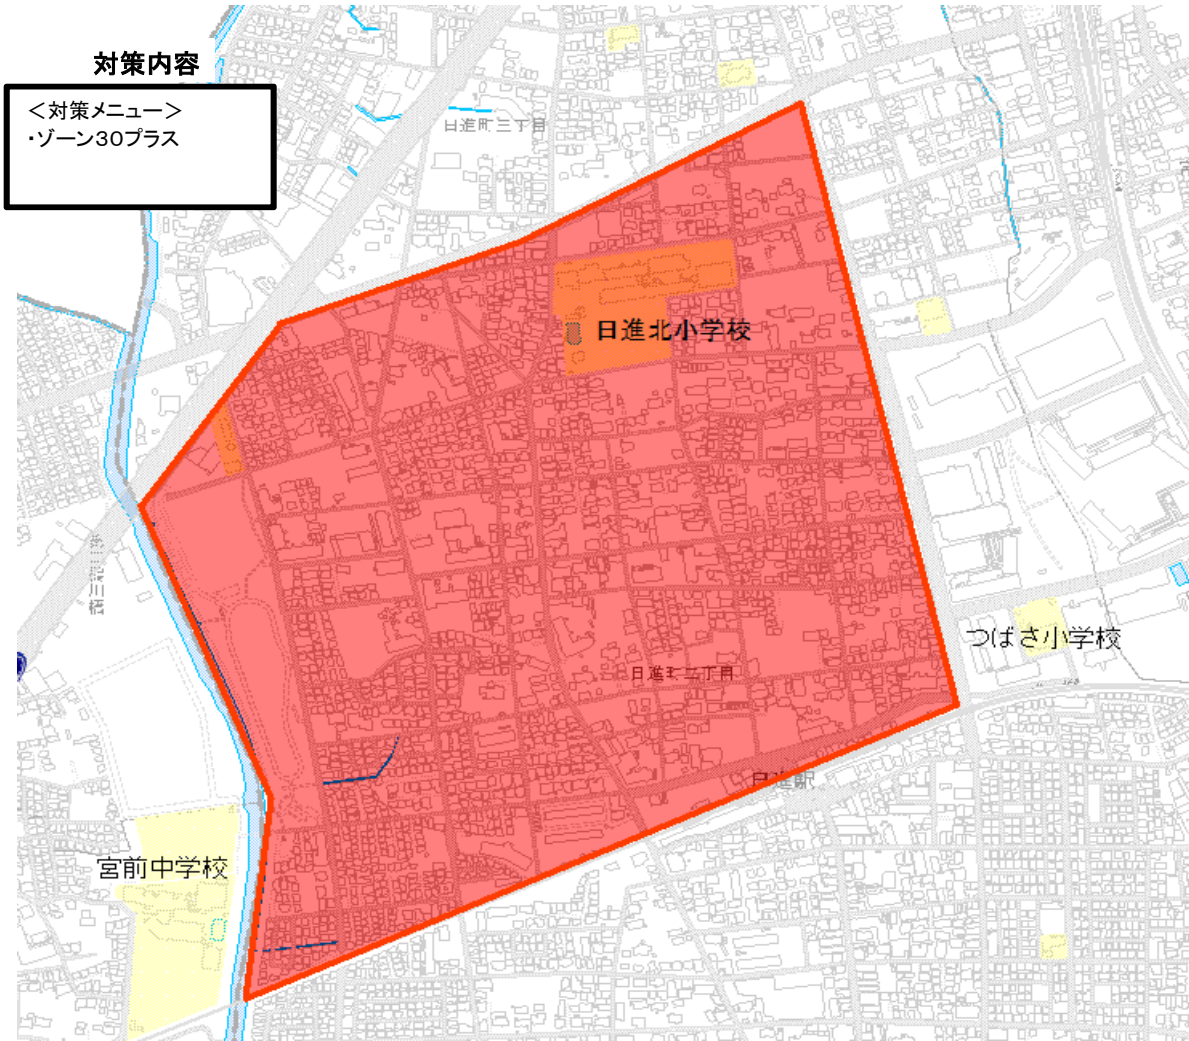 対策内容
＜対策メニュー＞
・ゾーン30プラス
日進町三丁目
日進北小学校
つばさ小学校
日進町二丁目
日進駅
宮前中学校